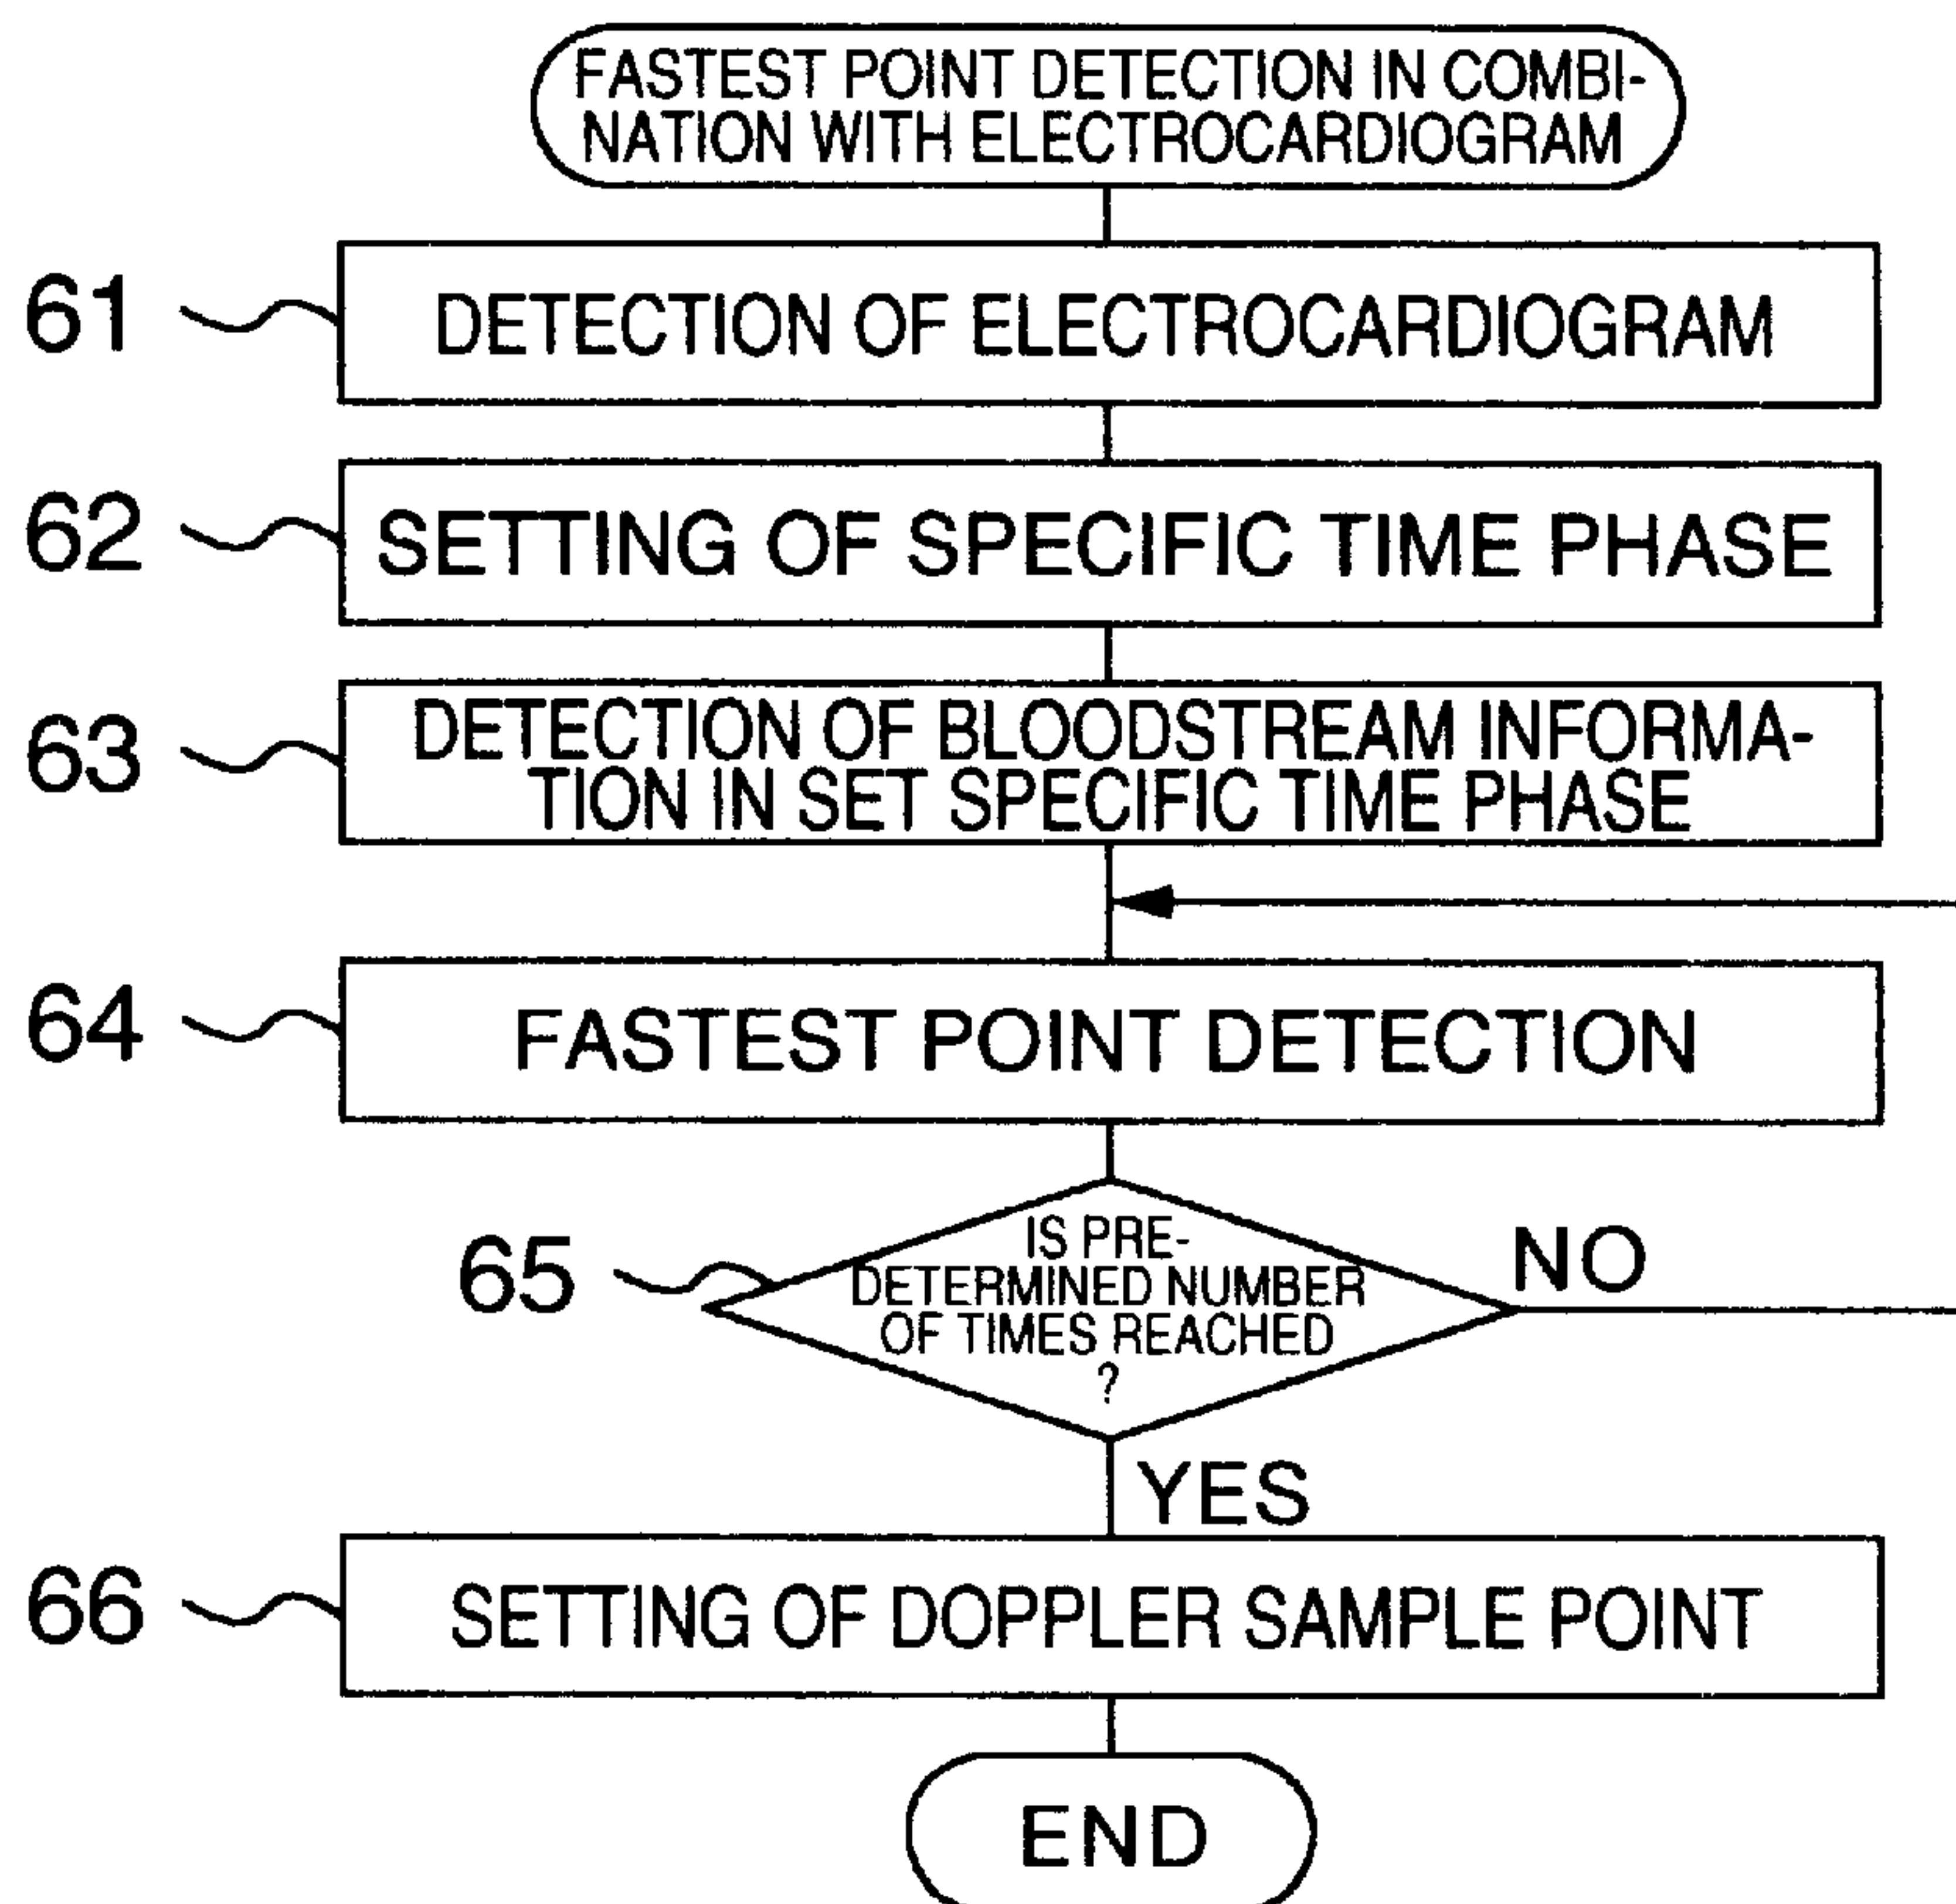 FASTEST POINT DETECTION IN COMBI-
NATION WITH ELECTROCARDIOGRAM
61
DETECTION OF ELECTROCARDIOGRAM
62
SETTING OF SPECIFIC TIME PHASE
63
DETECTION OF BLOODSTREAM INFORMA-
TION IN SET SPECIFIC TIME PHASE
64
FASTEST POINT DETECTION
65
IS PRE-
DETERMINED NUMBER
OF TIMES REACHED
?
NO
YES
66
SETTING OF DOPPLER SAMPLE POINT
END